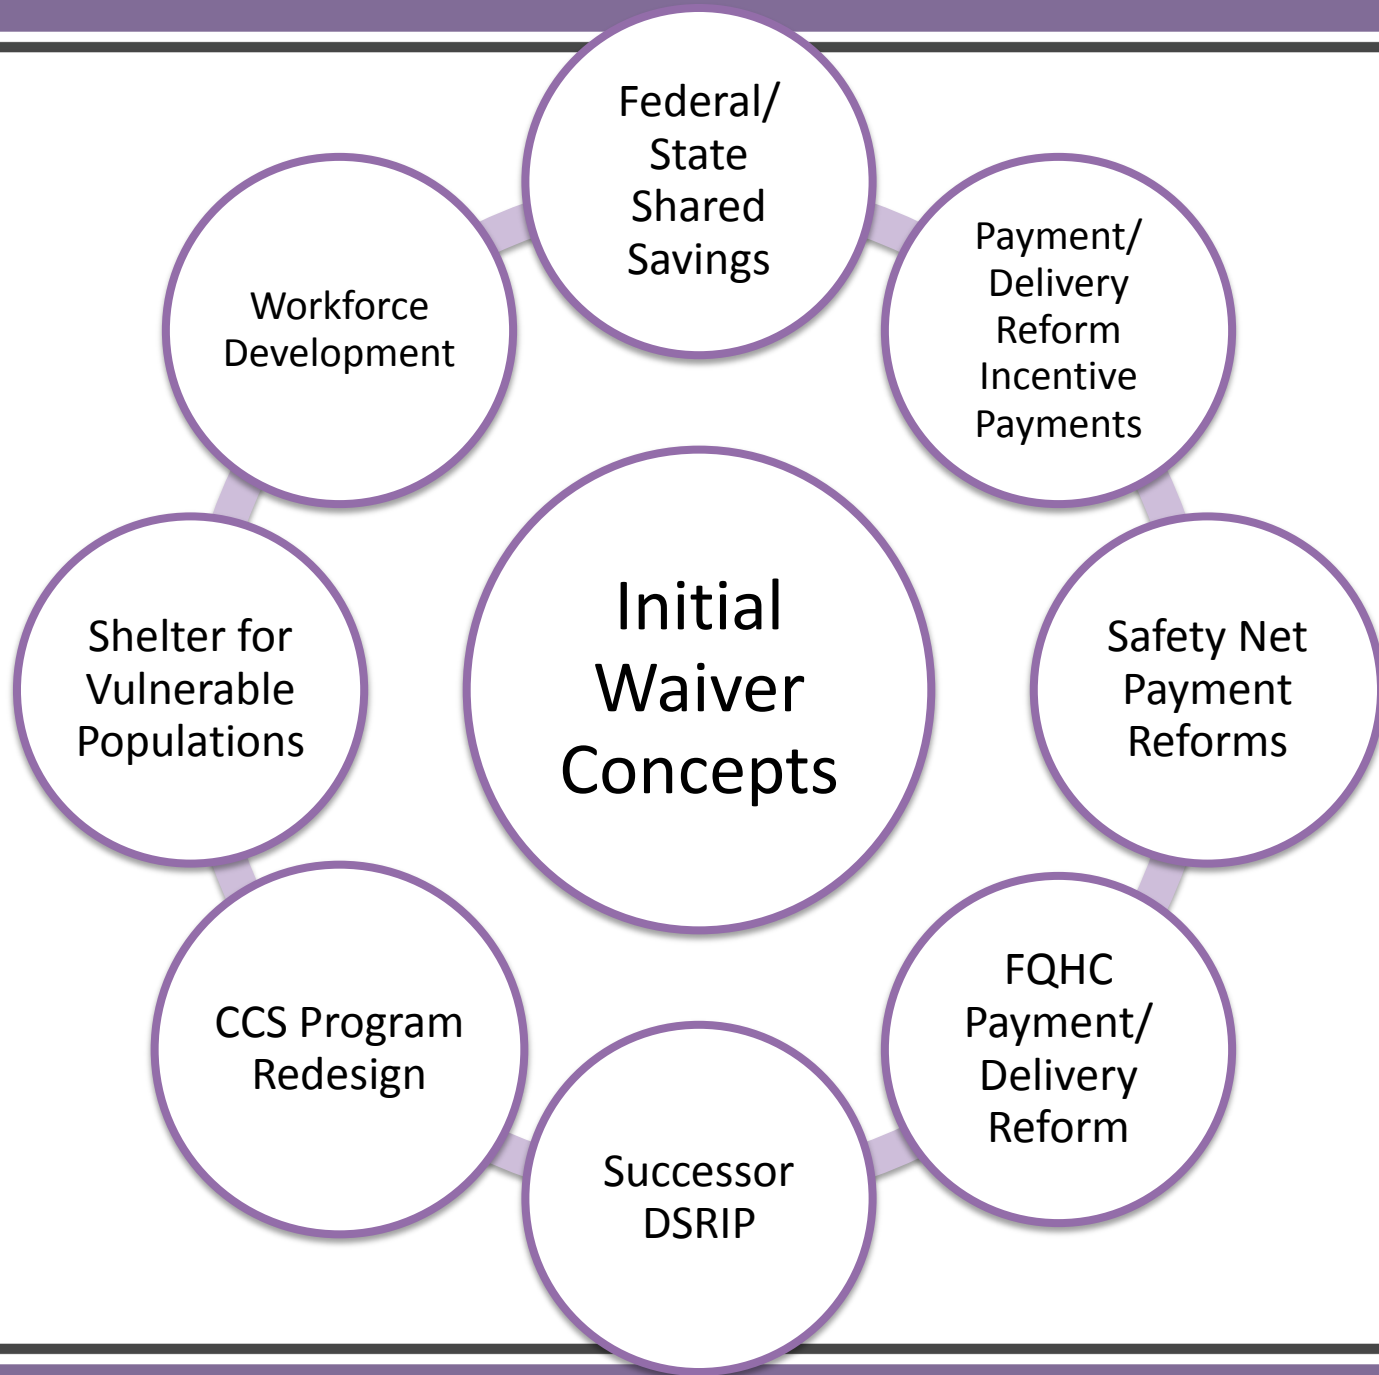 Federal/
State
Shared
Savings
Payment/
Delivery
Reform
Incentive
Payments
Safety Net
Payment
Reforms
FQHC
Payment/
Delivery
Reform
Successor
DSRIP
CCS Program
Redesign
Shelter for
Vulnerable
Populations
Workforce
Development
Initial
Waiver
Concepts